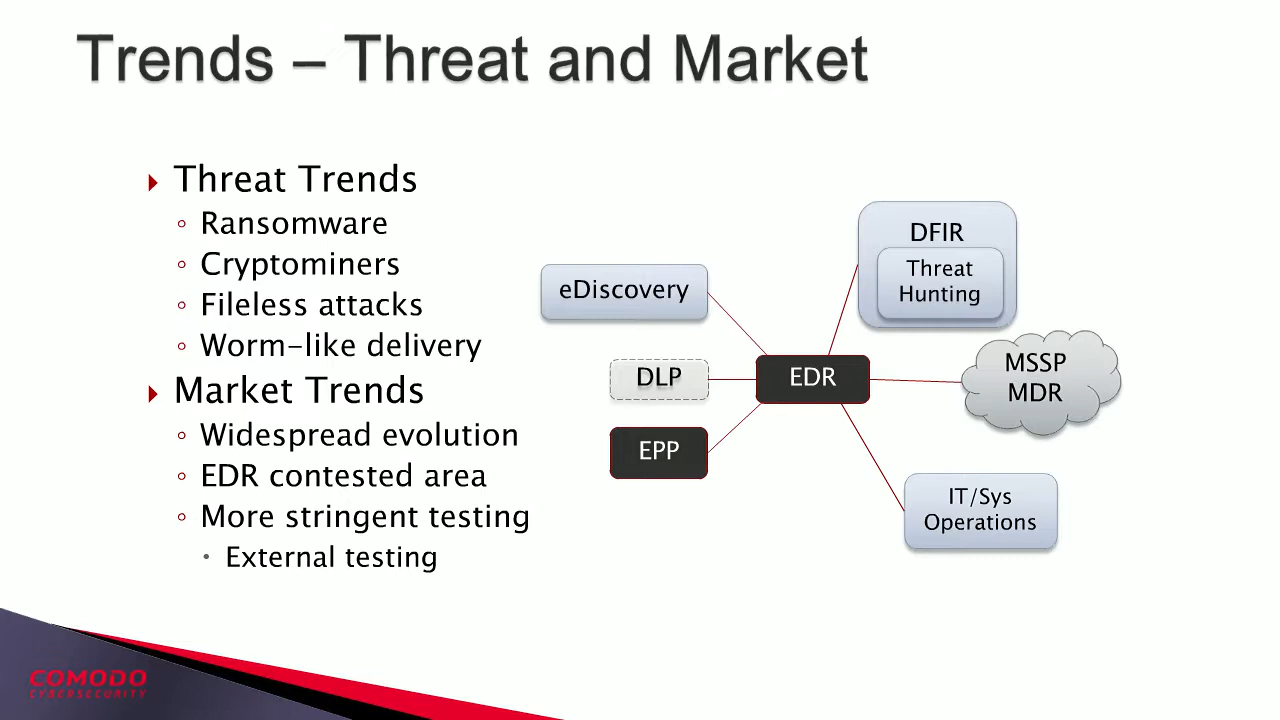 Trends – Threat and Market
Threat Trends
Ransomware
Cryptominers
Fileless attacks
Worm-like delivery
Market Trends
Widespread evolution
EDR contested area
More stringent testing
External testing
eDiscovery
DLP
EPP
EDR
DFIR
Threat
Hunting
MSSP
MDR
IT/Sys
Operations
COMODO
CYBERSECURITY